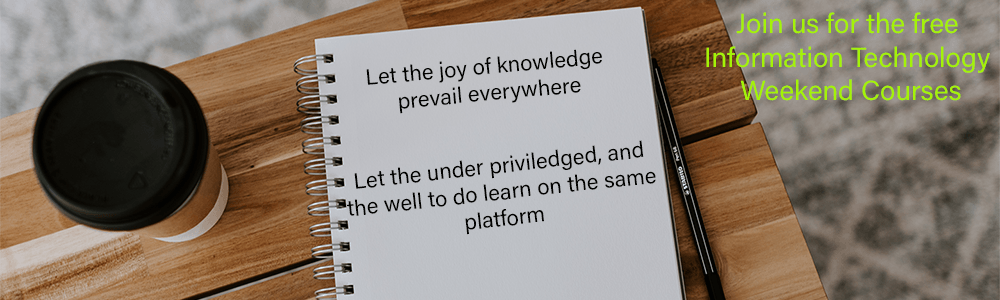 Let the joy of knowledge
prevail everywhere
Let the under priviledged, and
the well to do learn on the same
platform
Join us for the free
Information Technology
Weekend Courses